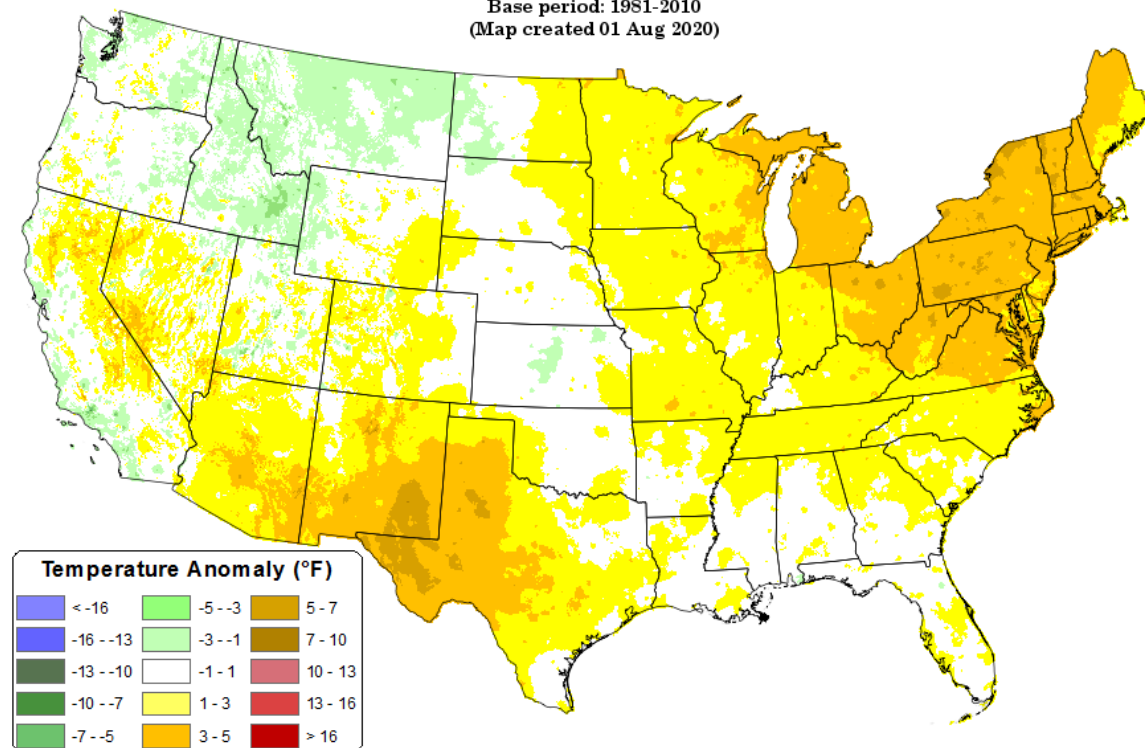 Base period: 1981-2010
(Map created 01 Aug 2020)
Temperature Anomaly (°F)
< -16
-16 - -13
-13 - -10
-10 - -7
-7 - -5
-5 - -3
-3 - -1
-1 - 1
1 - 3
3 - 5
5 - 7
7 - 10
10 - 13
13 - 16
> 16